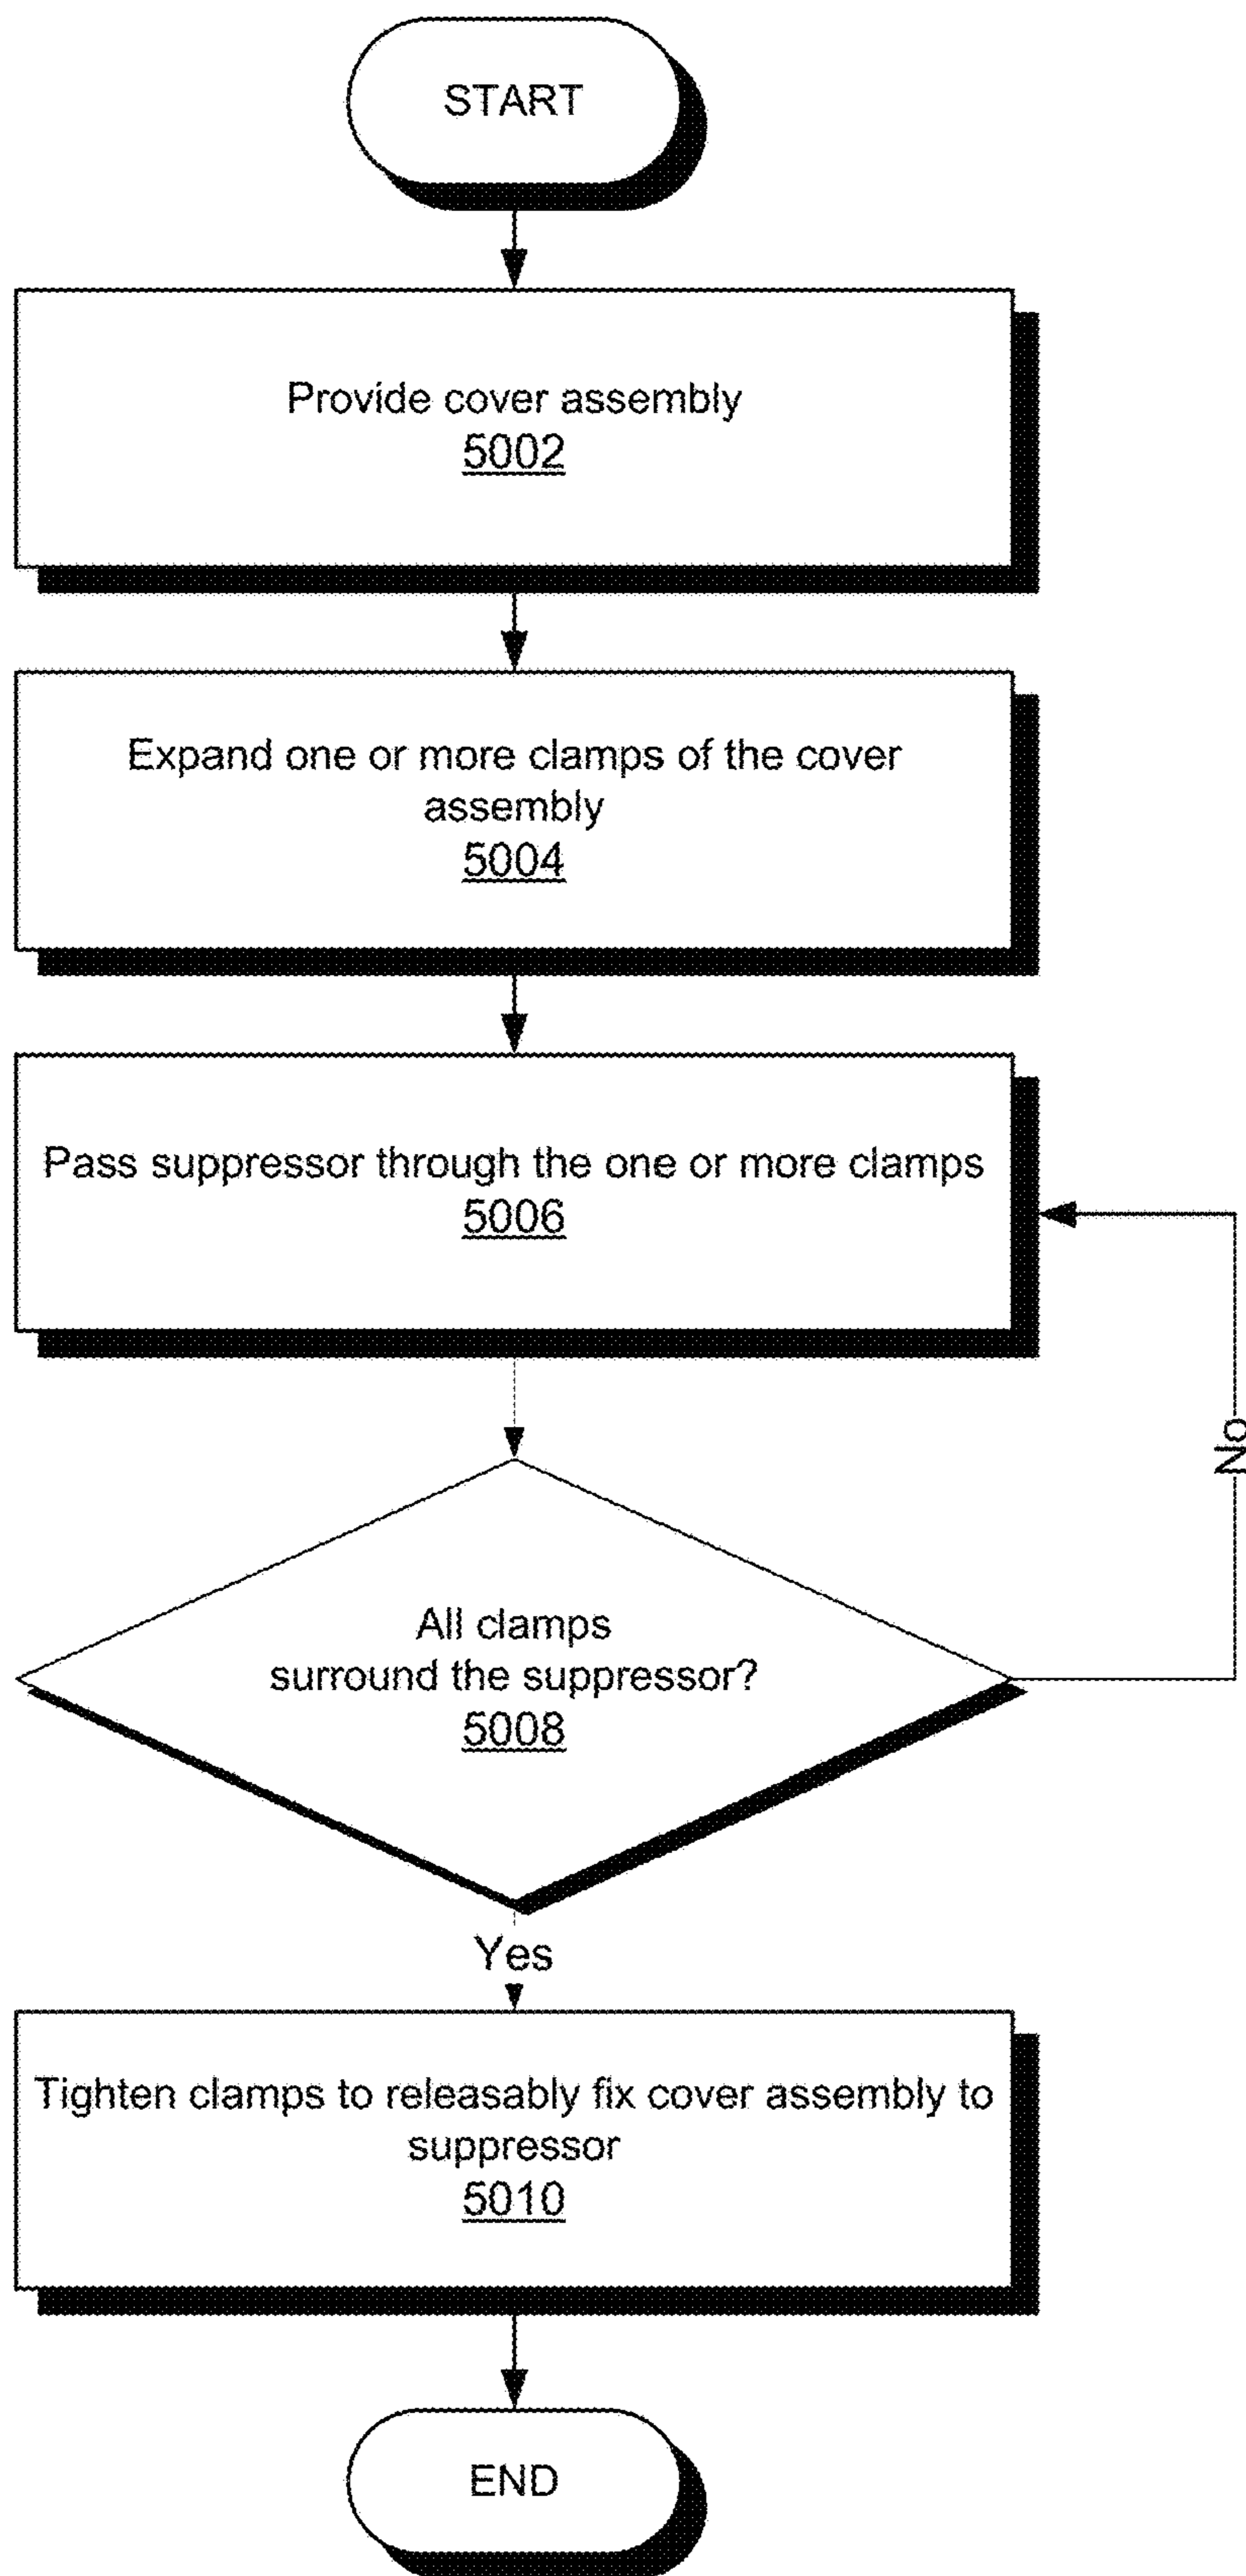 START
Provide cover assembly
5002
Expand one or more clamps of the cover
assembly
5004
Pass suppressor through the one or more clamps
5006
No
All clamps
surround the suppressor?
5008
Yes
Tighten clamps to releasably fix cover assembly to
suppressor
5010
END